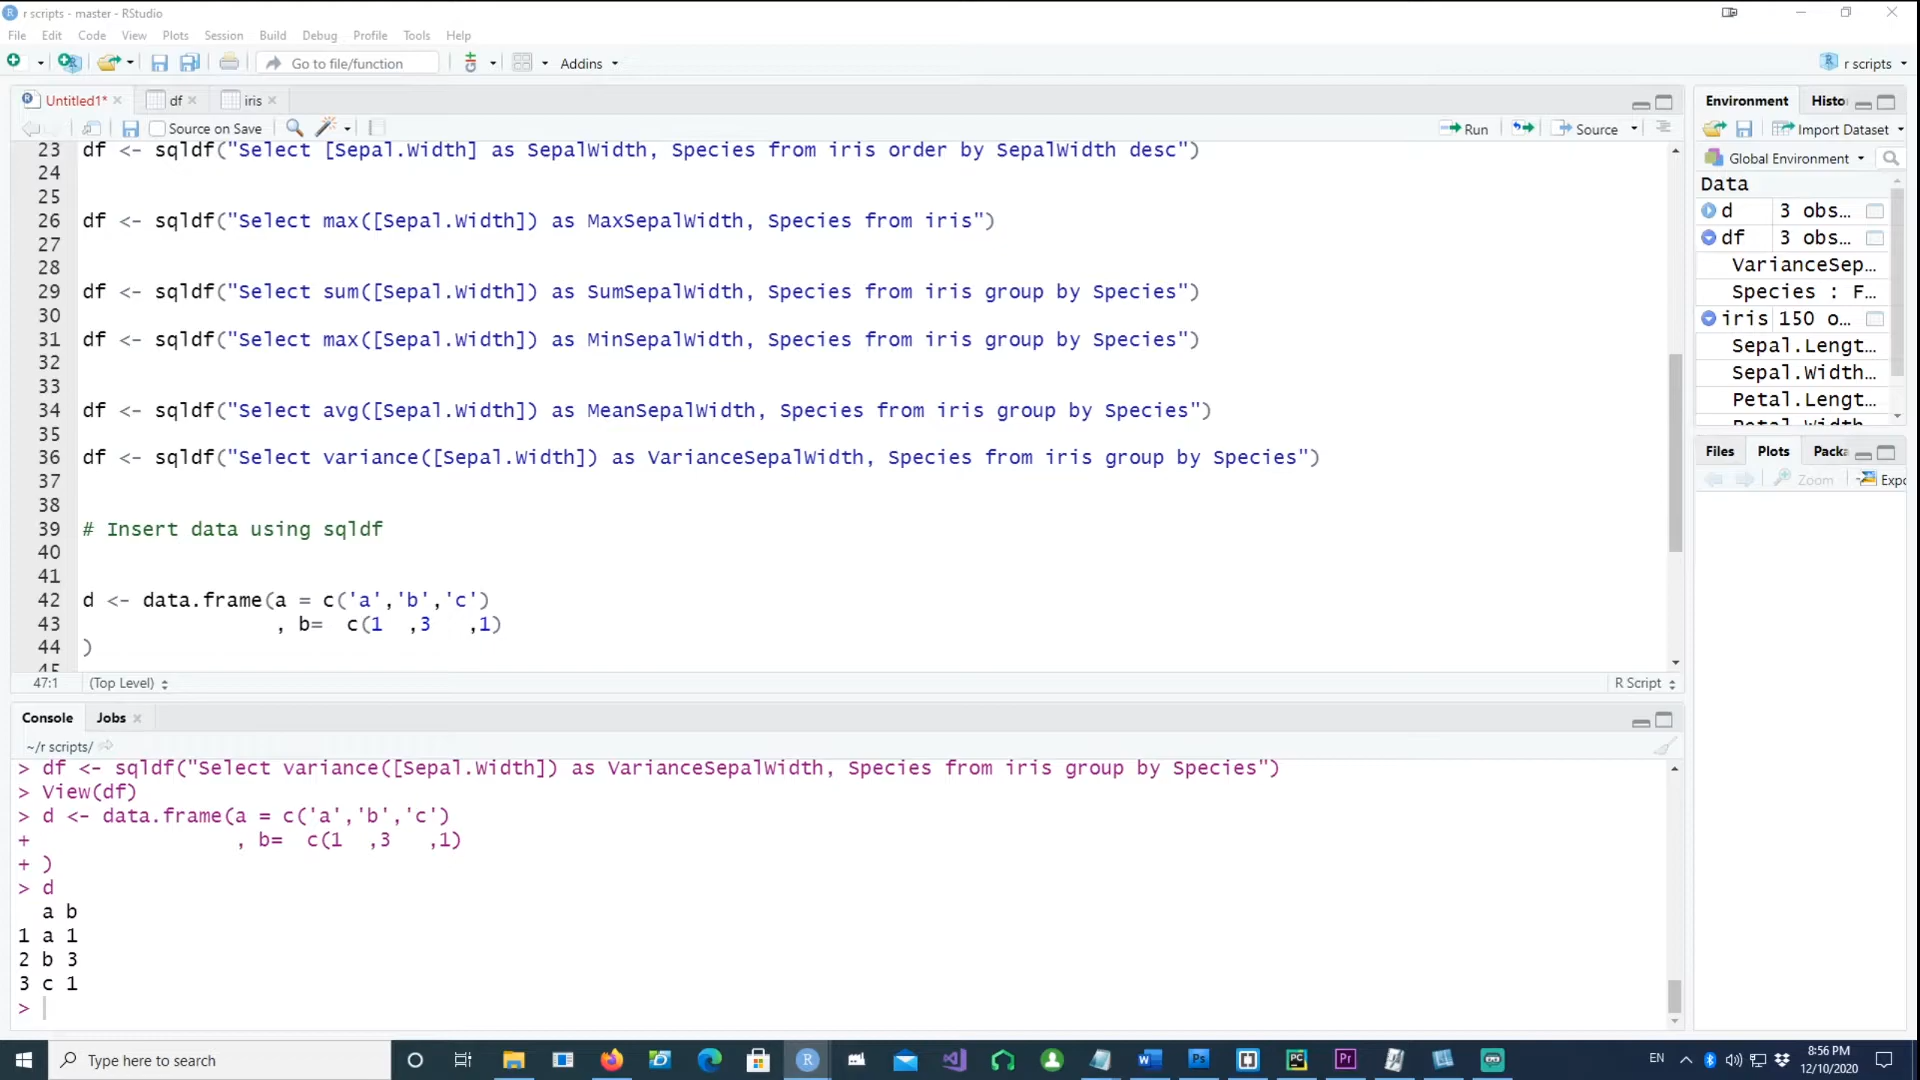 r scripts - master - RStudio
File Edit Code View Plots Session Build Debug Profile Tools Help
Go to file/function Addins r scripts
Untitled1* df iris
Source on Save Run Source
23 df <- sqldf("Select [Sepal.Width] as SepalWidth, Species from iris order by SepalWidth desc")
24
25
26 df <- sqldf("Select max([Sepal.Width]) as MaxSepalWidth, Species from iris")
27
28
29 df <- sqldf("Select sum([Sepal.Width]) as SumSepalWidth, Species from iris group by Species")
30
31 df <- sqldf("Select max([Sepal.Width]) as MinSepalWidth, Species from iris group by Species")
32
33
34 df <- sqldf("Select avg([Sepal.Width]) as MeanSepalWidth, Species from iris group by Species")
35
36 df <- sqldf("Select variance([Sepal.Width]) as VarianceSepalWidth, Species from iris group by Species")
37
38
39 # Insert data using sqldf
40
41
42 d <- data.frame(a = c('a','b','c')
43 , b=  c(1  ,3   ,1)
44 )
45
47:1 (Top Level) R Script
Console Jobs
~/r scripts/
> df <- sqldf("Select variance([Sepal.Width]) as VarianceSepalWidth, Species from iris group by Species")
> View(df)
> d <- data.frame(a = c('a','b','c')
+ , b=  c(1  ,3   ,1)
+ )
> d
a b
1 a 1
2 b 3
3 c 1
>
Environment Histo
Import Dataset
Global Environment
Data
d 3 obs…
df 3 obs…
VarianceSep…
Species : F…
iris 150 o…
Sepal.Lengt…
Sepal.Width…
Petal.Lengt…
Petal.Width
Files Plots Packa
Zoom Expo
Type here to search
EN
8:56 PM
12/10/2020